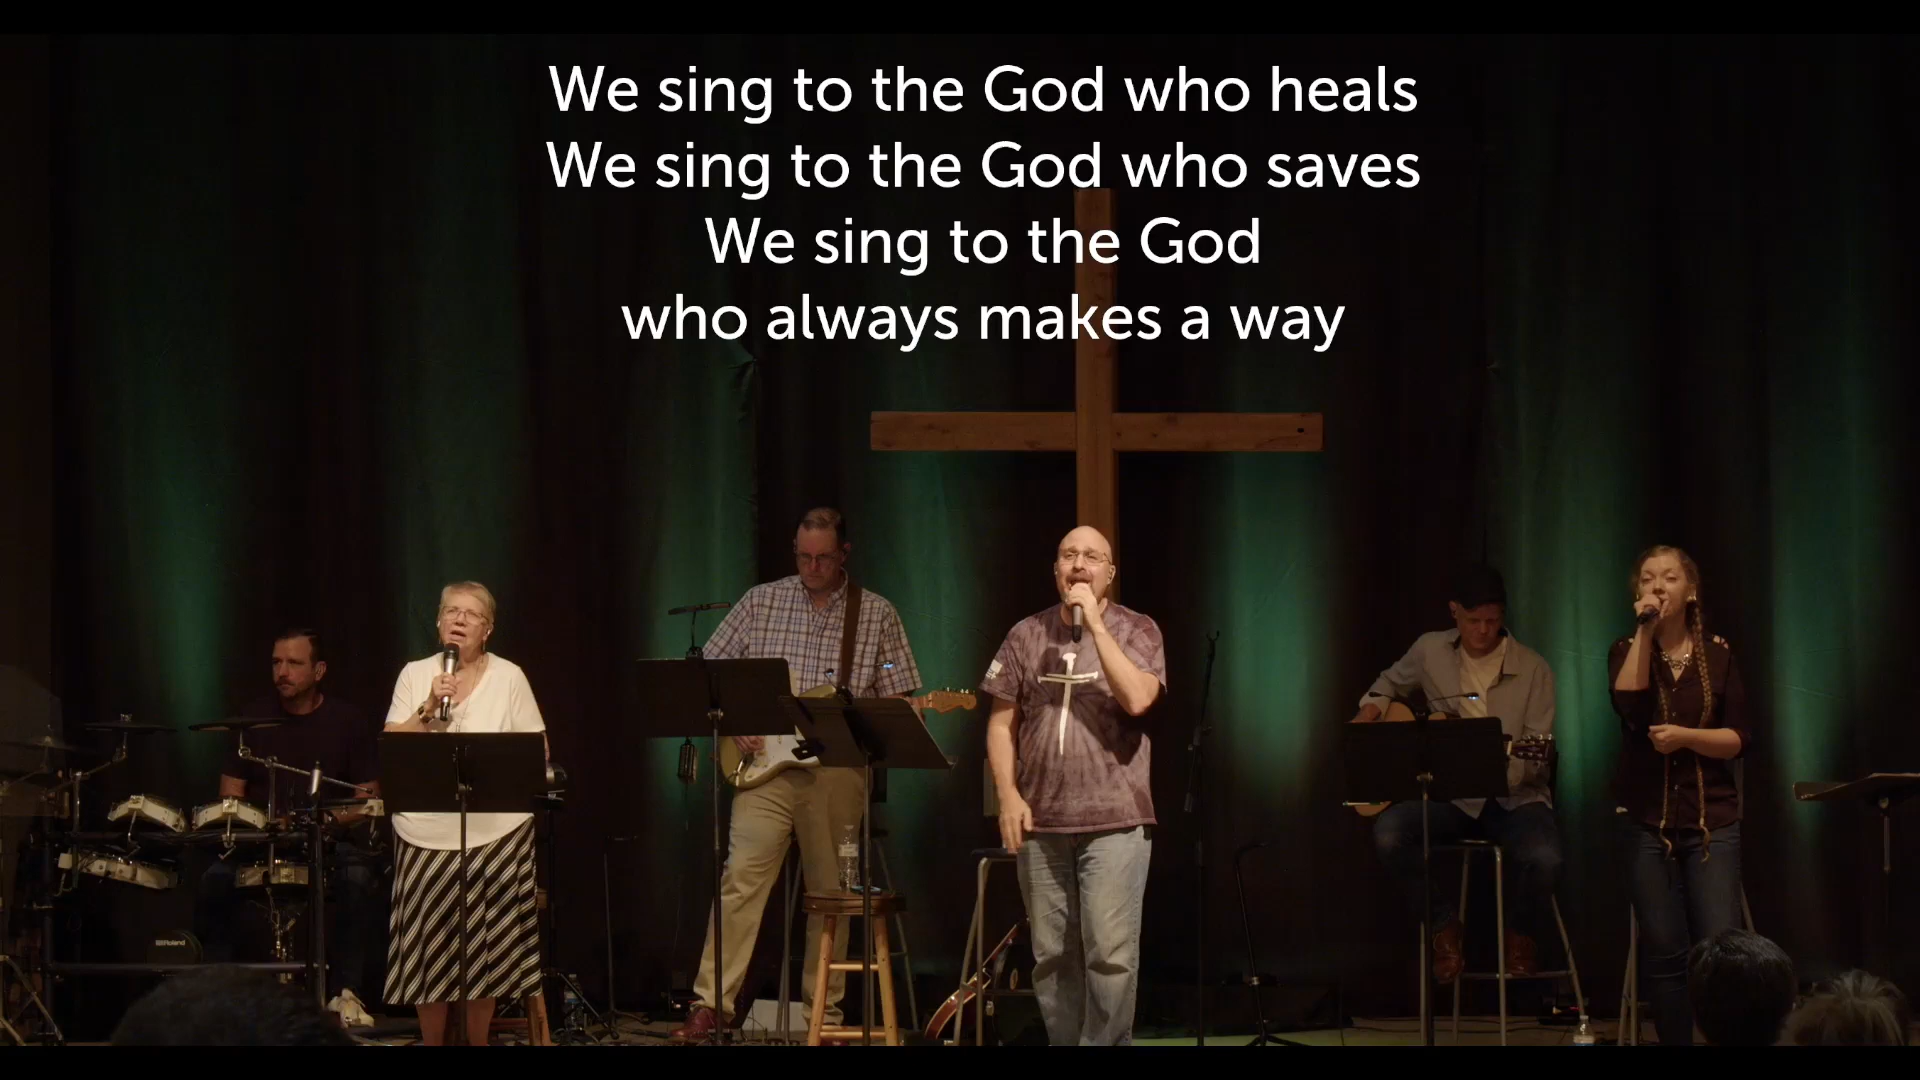 We sing to the God who heals
We sing to the God who saves
We sing to the God
who always makes a way
Roland